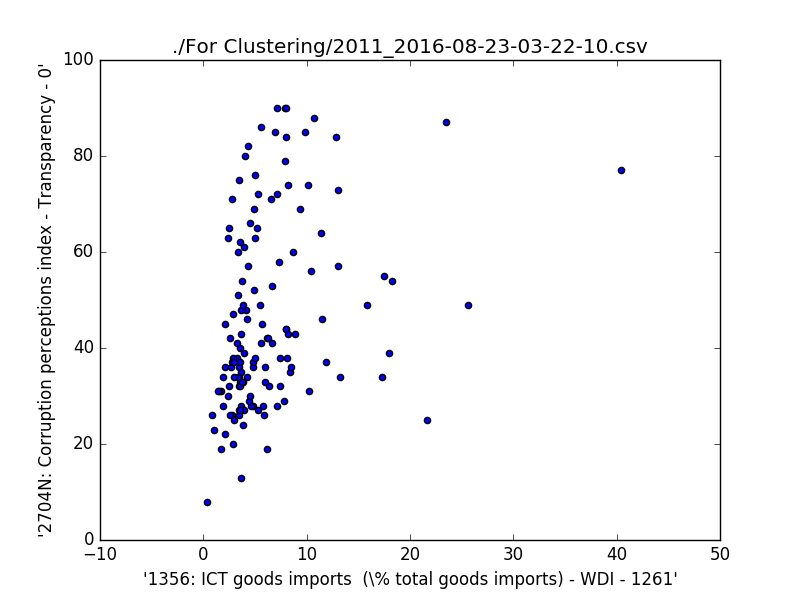 ./For Clustering/2011_2016-08-23-03-22-10.csv
100
80
60
40
20
0
'2704N: Corruption perceptions index - Transparency - 0'
−10 0 10 20 30 40 50
'1356: ICT goods imports  (\% total goods imports) - WDI - 1261'